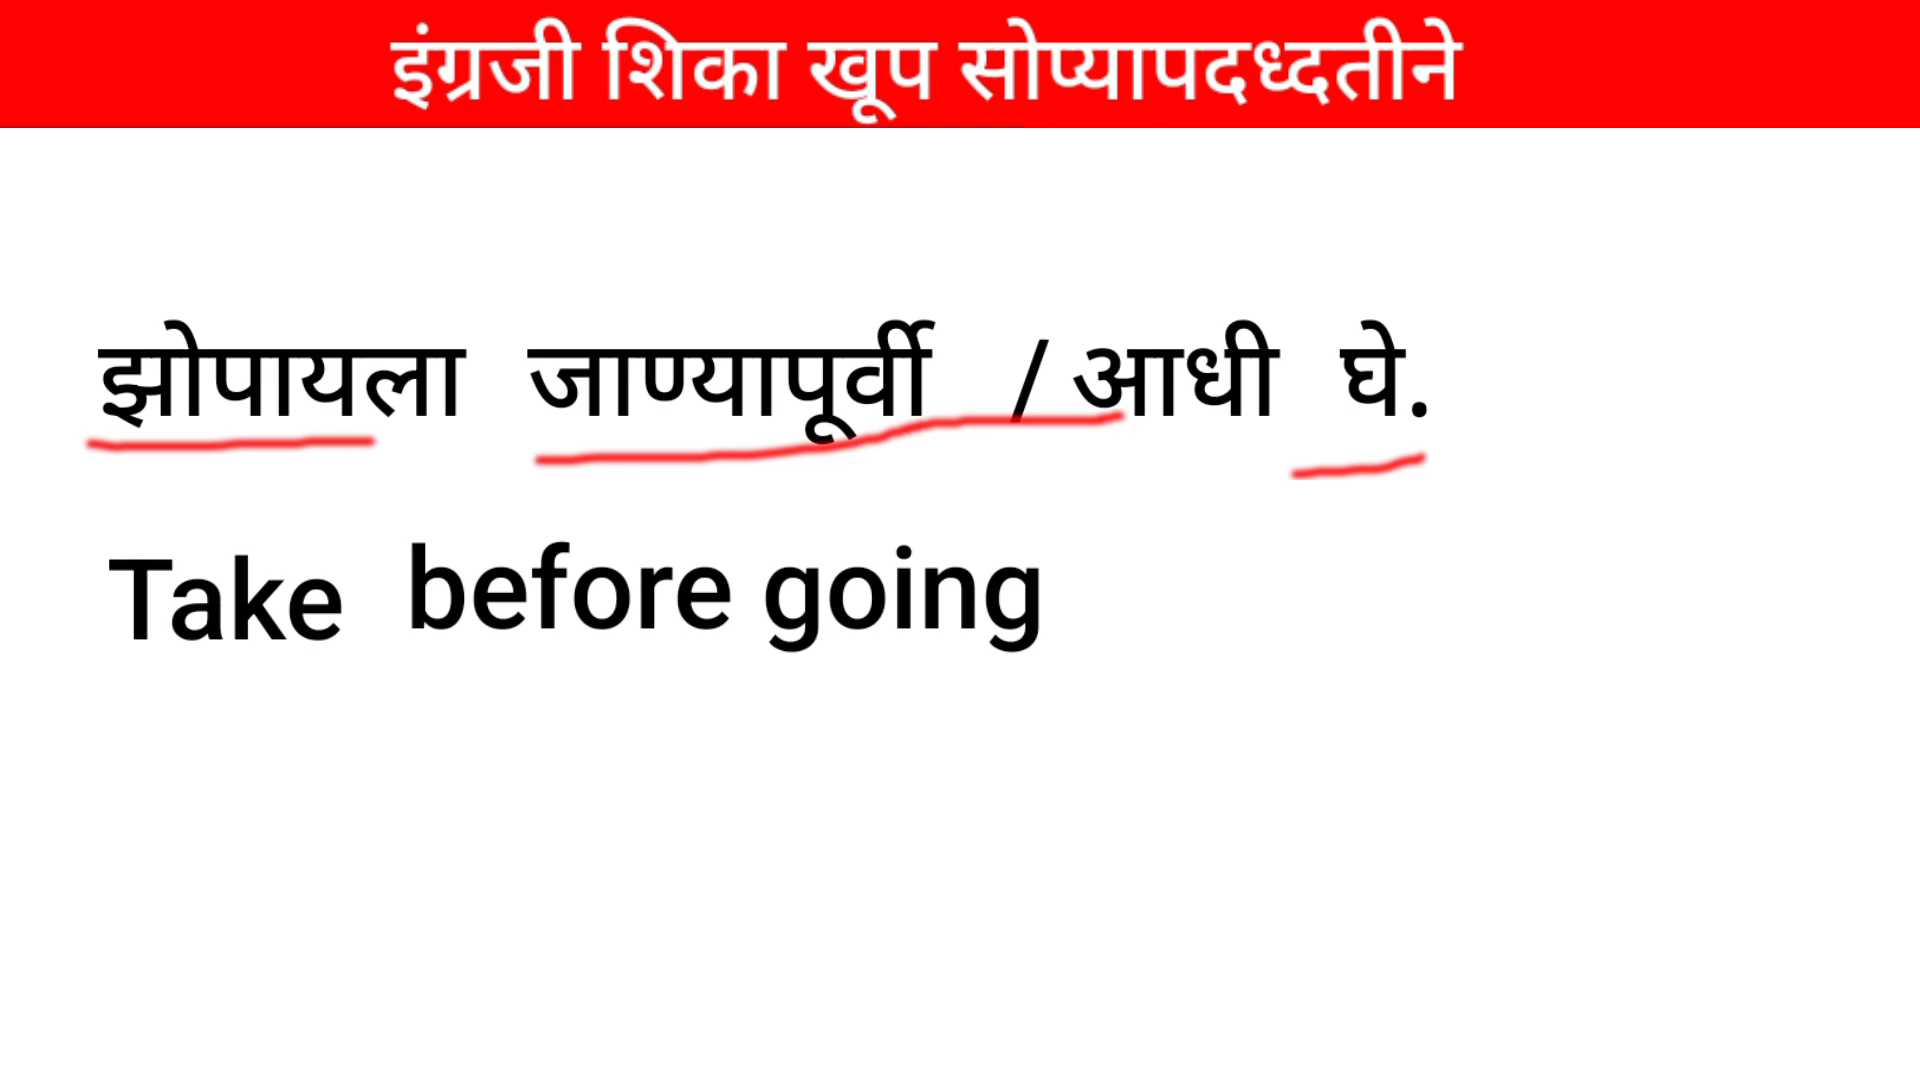 इंग्रजी शिका खूप सोप्यापदध्दतीने
झोपायला जाण्यापूर्वी / आधी घे.
Take before going